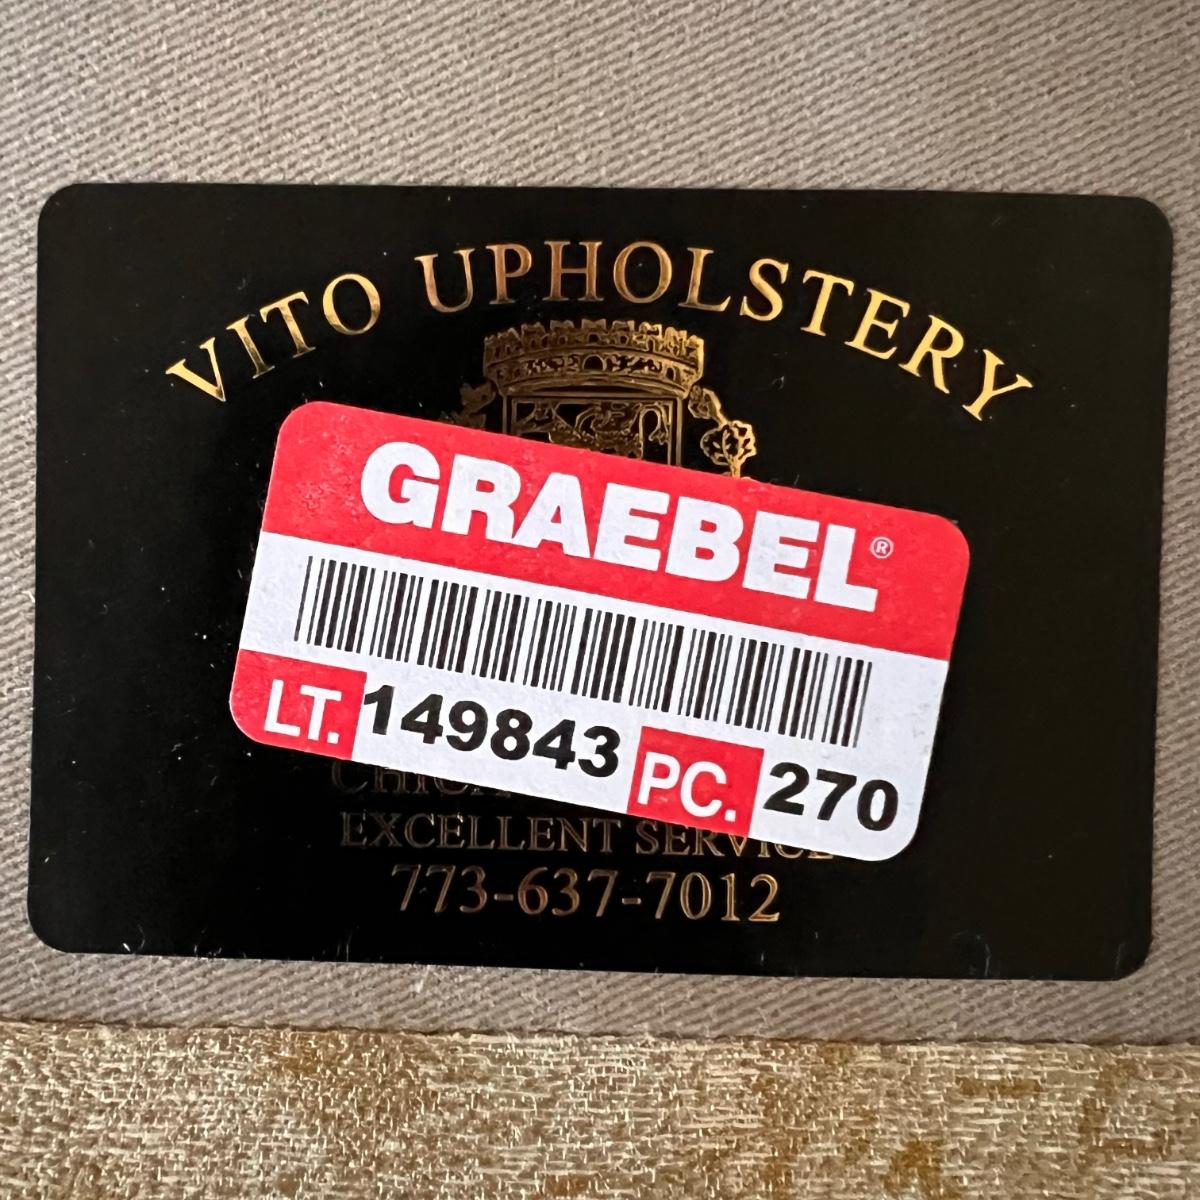 VITO UPHOLSTERY
GRAEBEL®
LT. 149843 PC. 270
EXCELLENT SERVICE
773-637-7012